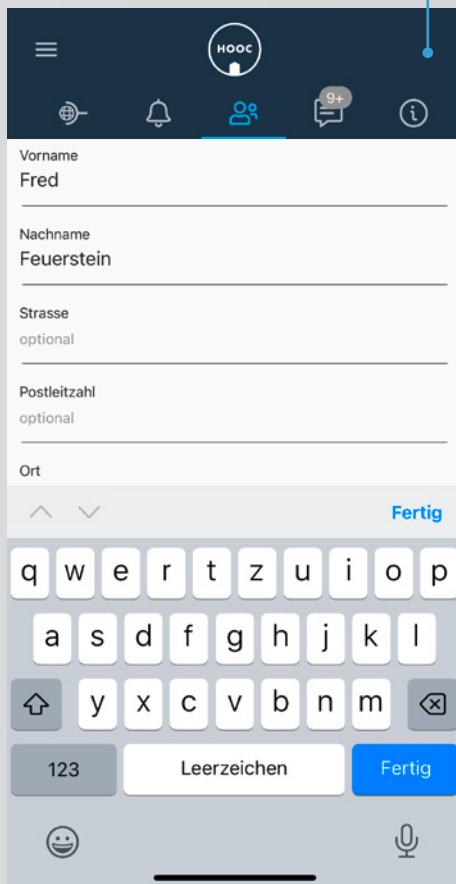 HOOC
9+
i
Vorname
Fred
Nachname
Feuerstein
Strasse
optional
Postleitzahl
optional
Ort
Fertig
q w e r t z u i o p
a s d f g h j k l
y x c v b n m
123 Leerzeichen Fertig